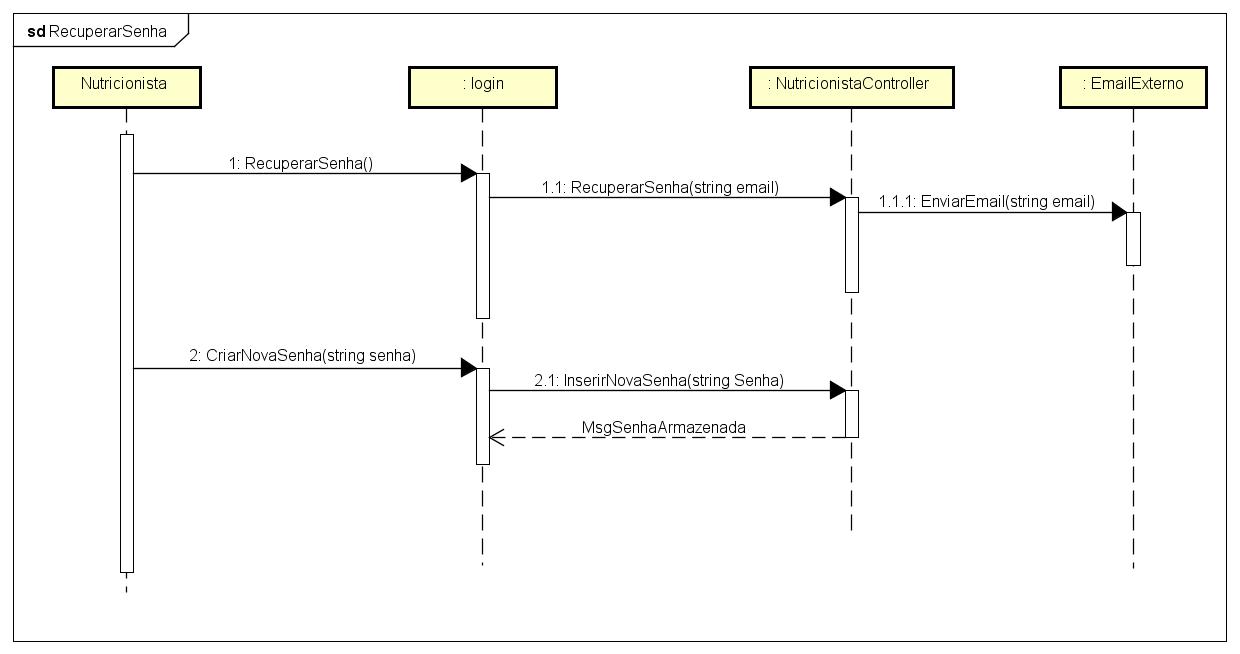 sd RecuperarSenha
Nutricionista
: login
: NutricionistaController
: EmailExterno
1: RecuperarSenha()
1.1: RecuperarSenha(string email)
1.1.1: EnviarEmail(string email)
2: CriarNovaSenha(string senha)
2.1: InserirNovaSenha(string Senha)
MsgSenhaArmazenada